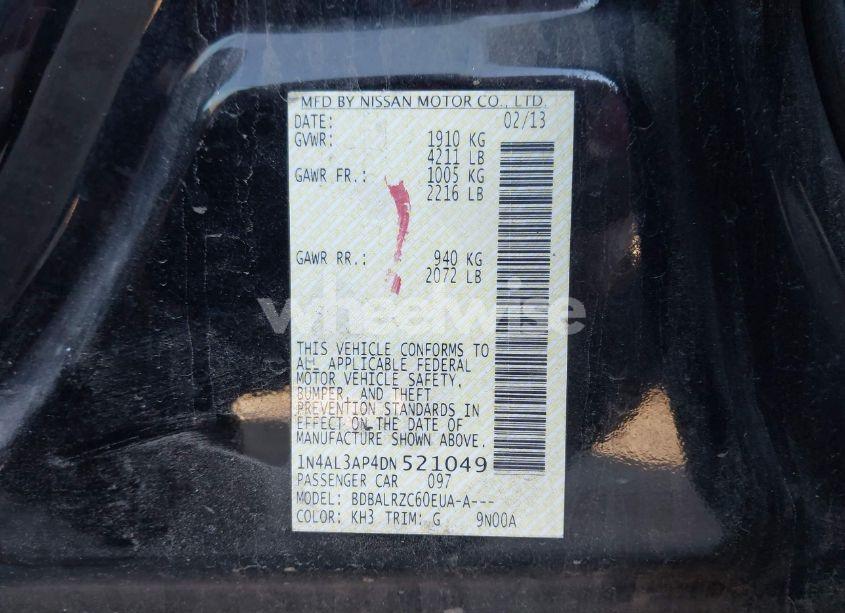 MFD BY NISSAN MOTOR CO., LTD.
DATE: 02/13
GVWR: 1910 KG
4211 LB
GAWR FR.: 1005 KG
2216 LB
GAWR RR.: 940 KG
2072 LB
wheelwise
THIS VEHICLE CONFORMS TO
ALL APPLICABLE FEDERAL
MOTOR VEHICLE SAFETY,
BUMPER, AND THEFT
PREVENTION STANDARDS IN
EFFECT ON THE DATE OF
MANUFACTURE SHOWN ABOVE.
1N4AL3AP4DN521049
PASSENGER CAR 097
MODEL: BDBALRZC60EUA-A---
COLOR: KH3 TRIM: G 9N00A